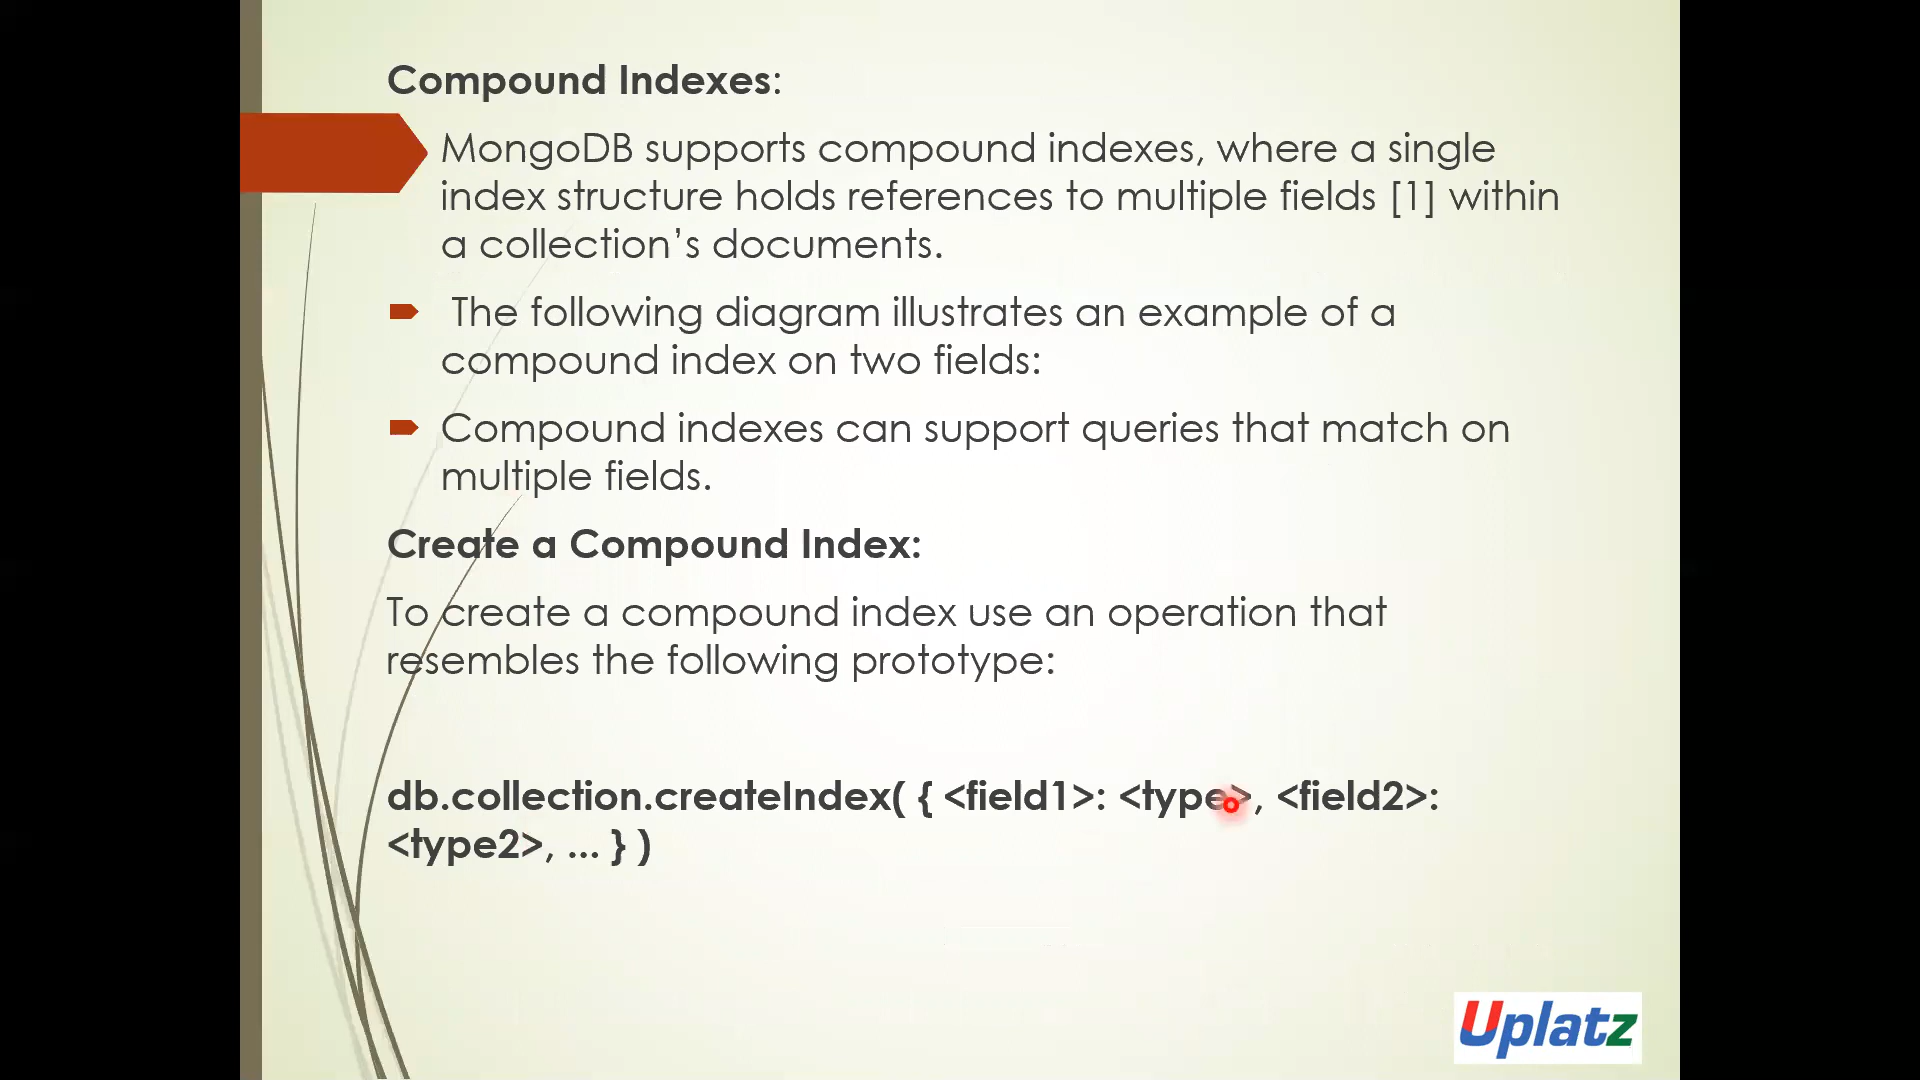 Compound Indexes:
MongoDB supports compound indexes, where a single
index structure holds references to multiple fields [1] within
a collection’s documents.
The following diagram illustrates an example of a
compound index on two fields:
Compound indexes can support queries that match on
multiple fields.
Create a Compound Index:
To create a compound index use an operation that
resembles the following prototype:
db.collection.createIndex( { <field1>: <type>, <field2>:
<type2>, ... } )
Uplatz